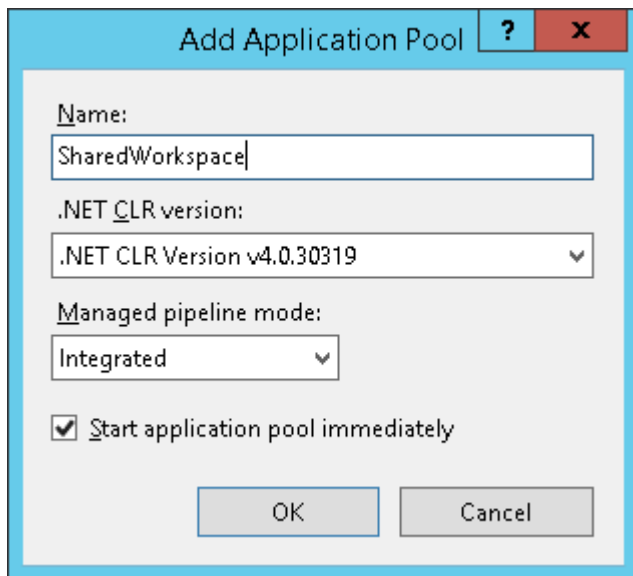 Add Application Pool
?
x
Name:
SharedWorkspace
.NET CLR version:
.NET CLR Version v4.0.30319
Managed pipeline mode:
Integrated
Start application pool immediately
OK
Cancel